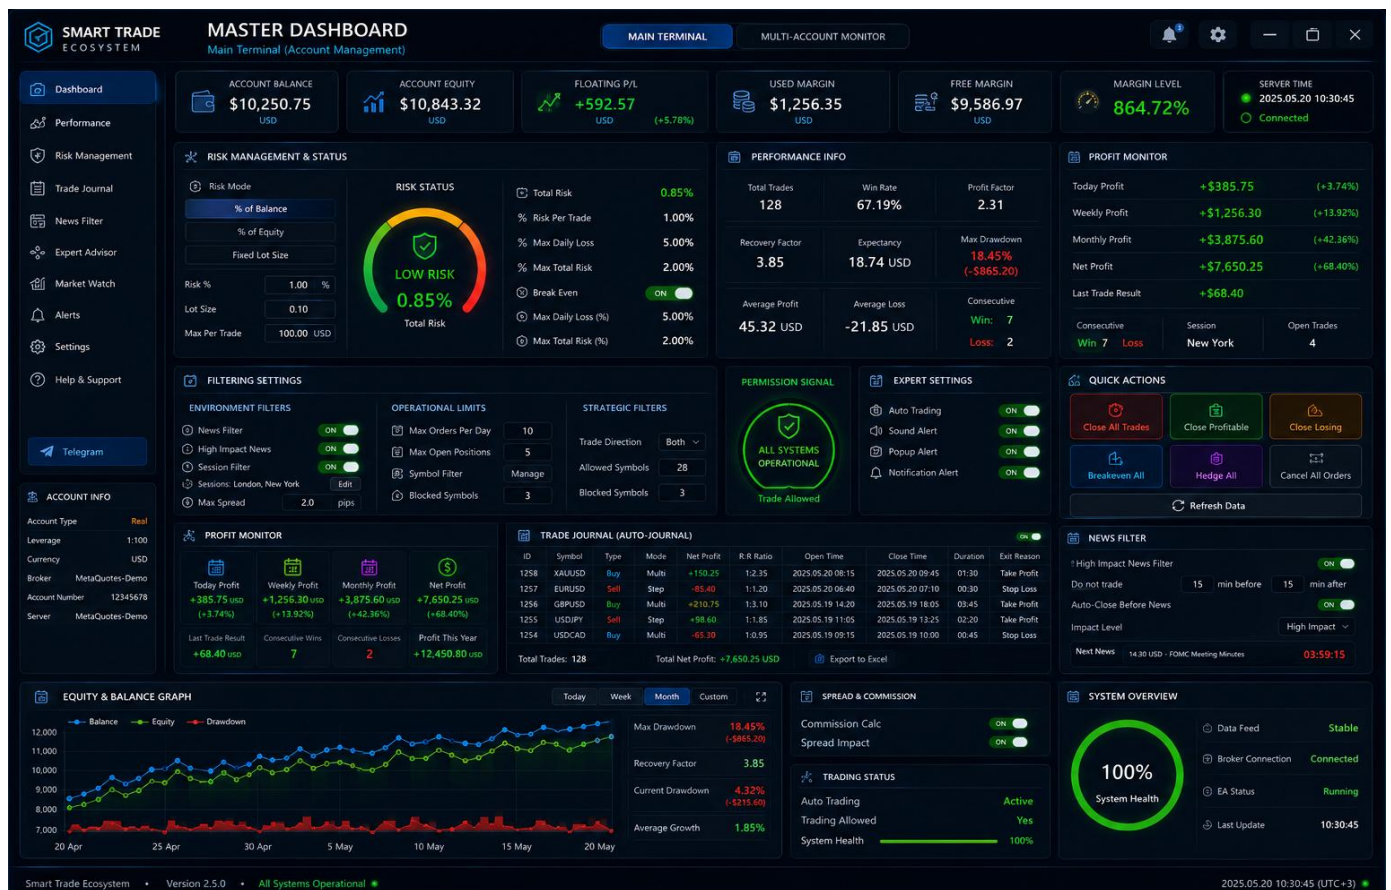 SMART TRADE
ECOSYSTEM
MASTER DASHBOARD
Main Terminal (Account Management)
MAIN TERMINAL
MULTI-ACCOUNT MONITOR
Dashboard
Performance
Risk Management
Trade Journal
News Filter
Expert Advisor
Market Watch
Alerts
Settings
Help & Support
Telegram
ACCOUNT INFO
Account Type Real
Leverage 1:100
Currency USD
Broker MetaQuotes-Demo
Account Number 12345678
Server MetaQuotes-Demo
ACCOUNT BALANCE
$10,250.75
USD
ACCOUNT EQUITY
$10,843.32
USD
FLOATING P/L
+592.57
USD (+5.78%)
USED MARGIN
$1,256.35
USD
FREE MARGIN
$9,586.97
USD
MARGIN LEVEL
864.72%
SERVER TIME
2025.05.20 10:30:45
Connected
RISK MANAGEMENT & STATUS
Risk Mode
% of Balance
% of Equity
Fixed Lot Size
Risk % 1.00 %
Lot Size 0.10
Max Per Trade 100.00 USD
RISK STATUS
LOW RISK
0.85%
Total Risk
Total Risk 0.85%
% Risk Per Trade 1.00%
% Max Daily Loss 5.00%
% Max Total Risk 2.00%
Break Even ON
Max Daily Loss (%) 5.00%
Max Total Risk (%) 2.00%
PERFORMANCE INFO
Total Trades Win Rate Profit Factor
128 67.19% 2.31
Recovery Factor Expectancy Max Drawdown
3.85 18.74 USD 18.45%
(-$865.20)
Average Profit Average Loss Consecutive
45.32 USD -21.85 USD Win: 7
Loss: 2
PROFIT MONITOR
Today Profit +$385.75 (+3.74%)
Weekly Profit +$1,256.30 (+13.92%)
Monthly Profit +$3,875.60 (+42.36%)
Net Profit +$7,650.25 (+68.40%)
Last Trade Result +$68.40
Consecutive Session Open Trades
Win 7 Loss New York 4
FILTERING SETTINGS
ENVIRONMENT FILTERS
News Filter ON
High Impact News ON
Session Filter ON
Sessions: London, New York Edit
Max Spread 2.0 pips
OPERATIONAL LIMITS
Max Orders Per Day 10
Max Open Positions 5
Symbol Filter Manage
Blocked Symbols 3
STRATEGIC FILTERS
Trade Direction Both
Allowed Symbols 28
Blocked Symbols 3
PERMISSION SIGNAL
ALL SYSTEMS
OPERATIONAL
Trade Allowed
EXPERT SETTINGS
Auto Trading ON
Sound Alert ON
Popup Alert ON
Notification Alert ON
QUICK ACTIONS
Close All Trades
Close Profitable
Close Losing
Breakeven All
Hedge All
Cancel All Orders
Refresh Data
PROFIT MONITOR
Today Profit Weekly Profit Monthly Profit Net Profit
+385.75 USD +1,256.30 USD +3,875.60 USD +7,650.25 USD
(+3.74%) (+13.92%) (+42.36%) (+68.40%)
Last Trade Result Consecutive Wins Consecutive Losses Profit This Year
+68.40 USD 7 2 +12,450.80 USD
TRADE JOURNAL (AUTO-JOURNAL) ON
ID Symbol Type Mode Net Profit R:R Ratio Open Time Close Time Duration Exit Reason
1258 XAUUSD Buy Multi +150.25 1:2.35 2025.05.20 08:15 2025.05.20 09:45 01:30 Take Profit
1257 EURUSD Sell Step -85.40 1:1.20 2025.05.20 06:40 2025.05.20 07:10 00:30 Stop Loss
1256 GBPUSD Buy Multi +210.75 1:3.10 2025.05.19 14:20 2025.05.19 18:05 03:45 Take Profit
1255 USDJPY Sell Step +98.60 1:1.85 2025.05.19 11:05 2025.05.19 13:25 02:20 Take Profit
1254 USDCAD Buy Multi -65.30 1:0.95 2025.05.19 09:15 2025.05.19 10:00 00:45 Stop Loss
Total Trades: 128 Total Net Profit: +7,650.25 USD Export to Excel
NEWS FILTER
High Impact News Filter ON
Do not trade 15 min before 15 min after
Auto-Close Before News ON
Impact Level High Impact
Next News 14:30 USD - FOMC Meeting Minutes 03:59:15
EQUITY & BALANCE GRAPH
Today Week Month Custom
Balance Equity Drawdown
12,000
11,000
10,000
9,000
8,000
7,000
20 Apr 25 Apr 30 Apr 5 May 10 May 15 May 20 May
Max Drawdown 18.45%
(-$865.20)
Recovery Factor 3.85
Current Drawdown 4.32%
(-$215.60)
Average Growth 1.85%
SPREAD & COMMISSION
Commission Calc ON
Spread Impact ON
TRADING STATUS
Auto Trading Active
Trading Allowed Yes
System Health 100%
SYSTEM OVERVIEW
100%
System Health
Data Feed Stable
Broker Connection Connected
EA Status Running
Last Update 10:30:45
Smart Trade Ecosystem • Version 2.5.0 • All Systems Operational
2025.05.20 10:30:45 (UTC+3)